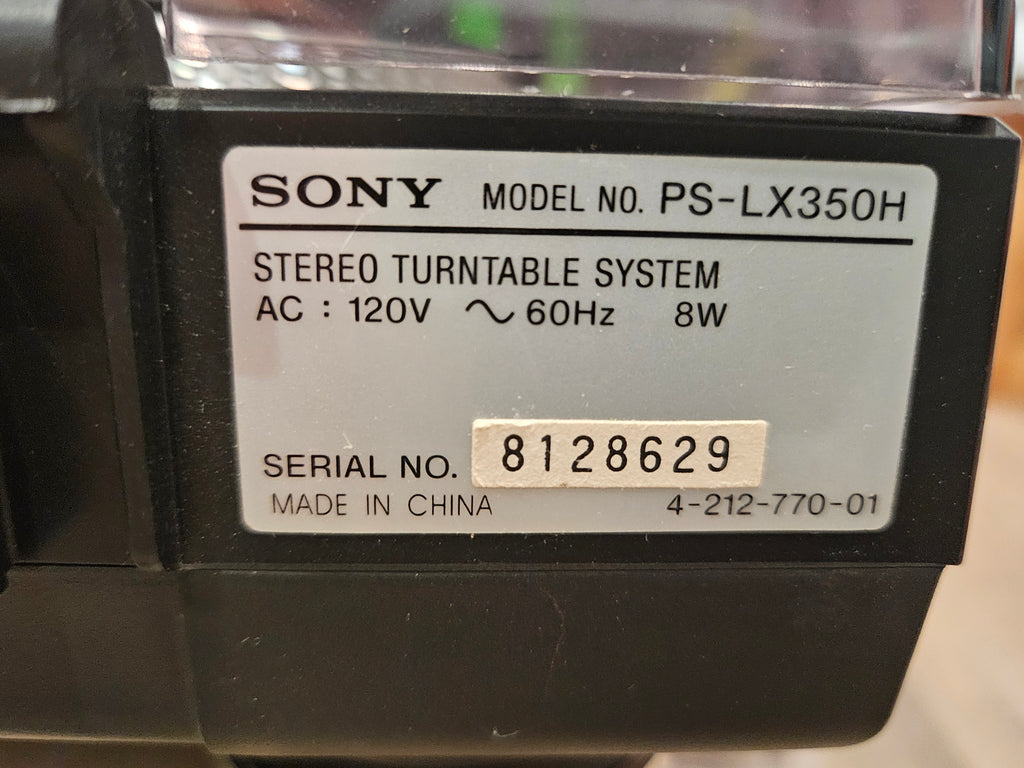 SONY MODEL NO. PS-LX350H
STEREO TURNTABLE SYSTEM
AC : 120V ～ 60Hz 8W
SERIAL NO. 8128629
MADE IN CHINA 4-212-770-01